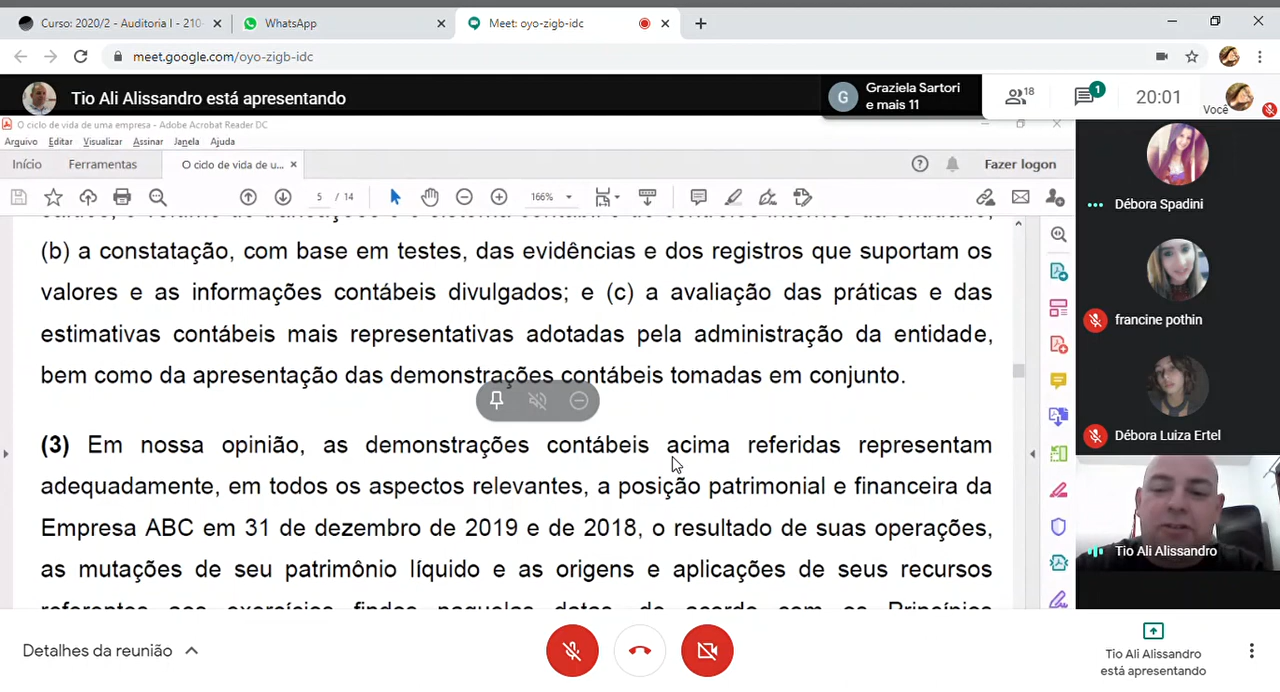 Curso: 2020/2 - Auditoria I - 210
WhatsApp
Meet: oyo-zigb-idc
meet.google.com/oyo-zigb-idc
Tio Ali Alissandro está apresentando
G
Graziela Sartori
e mais 11
18
1
20:01
Você
O ciclo de vida de uma empresa - Adobe Acrobat Reader DC
Arquivo Editar Visualizar Assinar Janela Ajuda
Início Ferramentas O ciclo de vida de u... Fazer logon
5 / 14 166%
(b) a constatação, com base em testes, das evidências e dos registros que suportam os
valores e as informações contábeis divulgados; e (c) a avaliação das práticas e das
estimativas contábeis mais representativas adotadas pela administração da entidade,
bem como da apresentação das demonstrações contábeis tomadas em conjunto.
(3) Em nossa opinião, as demonstrações contábeis acima referidas representam
adequadamente, em todos os aspectos relevantes, a posição patrimonial e financeira da
Empresa ABC em 31 de dezembro de 2019 e de 2018, o resultado de suas operações,
as mutações de seu patrimônio líquido e as origens e aplicações de seus recursos
Débora Spadini
francine pothin
Débora Luiza Ertel
Tio Ali Alissandro
Detalhes da reunião
Tio Ali Alissandro
está apresentando